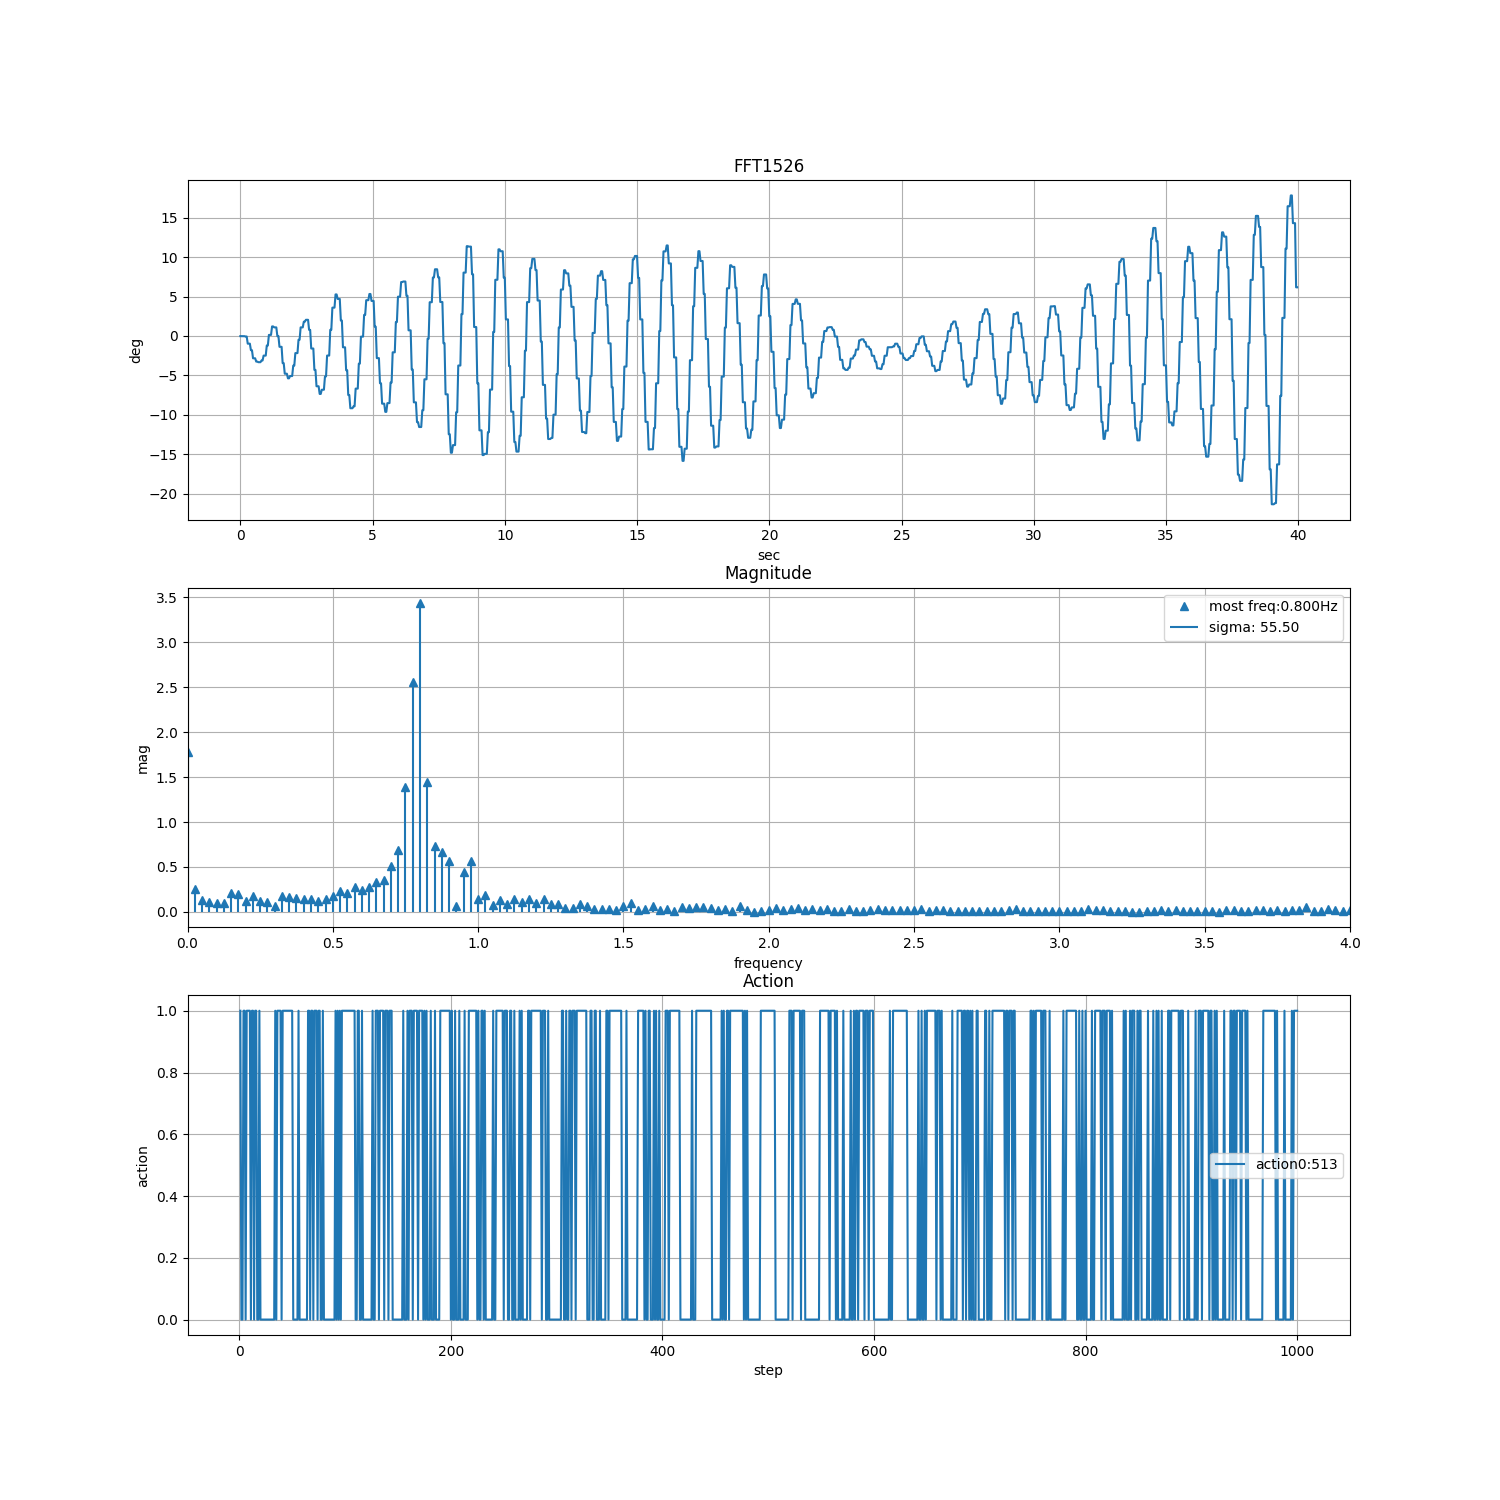 FFT1526
deg
15
10
5
0
−5
−10
−15
−20
0 5 10 15 20 25 30 35 40
sec
Magnitude
mag
3.5
3.0
2.5
2.0
1.5
1.0
0.5
0.0
most freq:0.800Hz
sigma: 55.50
0.0 0.5 1.0 1.5 2.0 2.5 3.0 3.5 4.0
frequency
Action
action
1.0
0.8
0.6
0.4
0.2
0.0
action0:513
0 200 400 600 800 1000
step